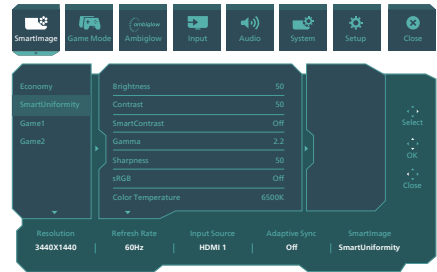 SmartImage
Game Mode
ambiglow
Ambiglow
Input
Audio
System
Setup
Close
Economy
SmartUniformity
Game1
Game2
Brightness 50
Contrast 50
SmartContrast Off
Gamma 2.2
Sharpness 50
sRGB Off
Color Temperature 6500K
Select
OK
Close
Resolution Refresh Rate Input Source Adaptive Sync SmartImage
3440X1440 60Hz HDMI 1 Off SmartUniformity